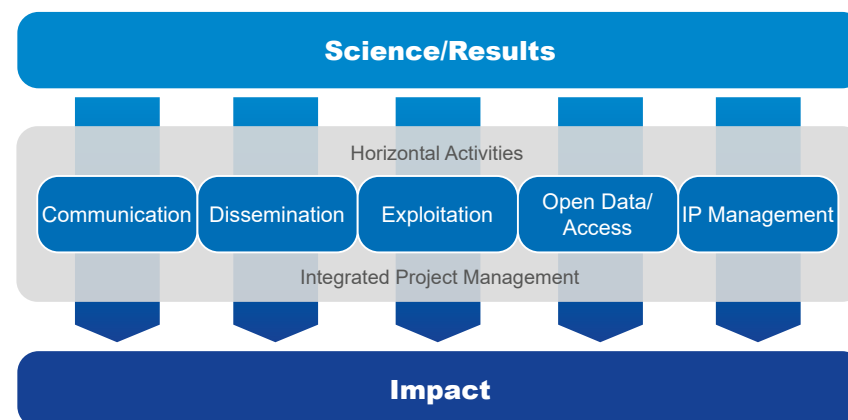 Science/Results
Horizontal Activities
Communication
Dissemination
Exploitation
Open Data/
Access
IP Management
Integrated Project Management
Impact